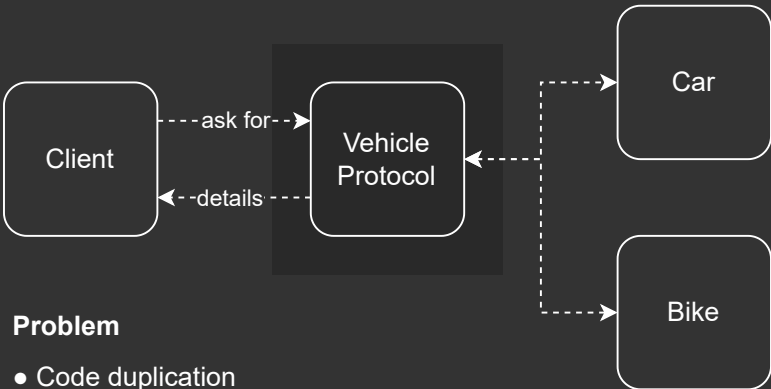 Car
ask for
Client
Vehicle
Protocol
details
Bike
Problem
● Code duplication